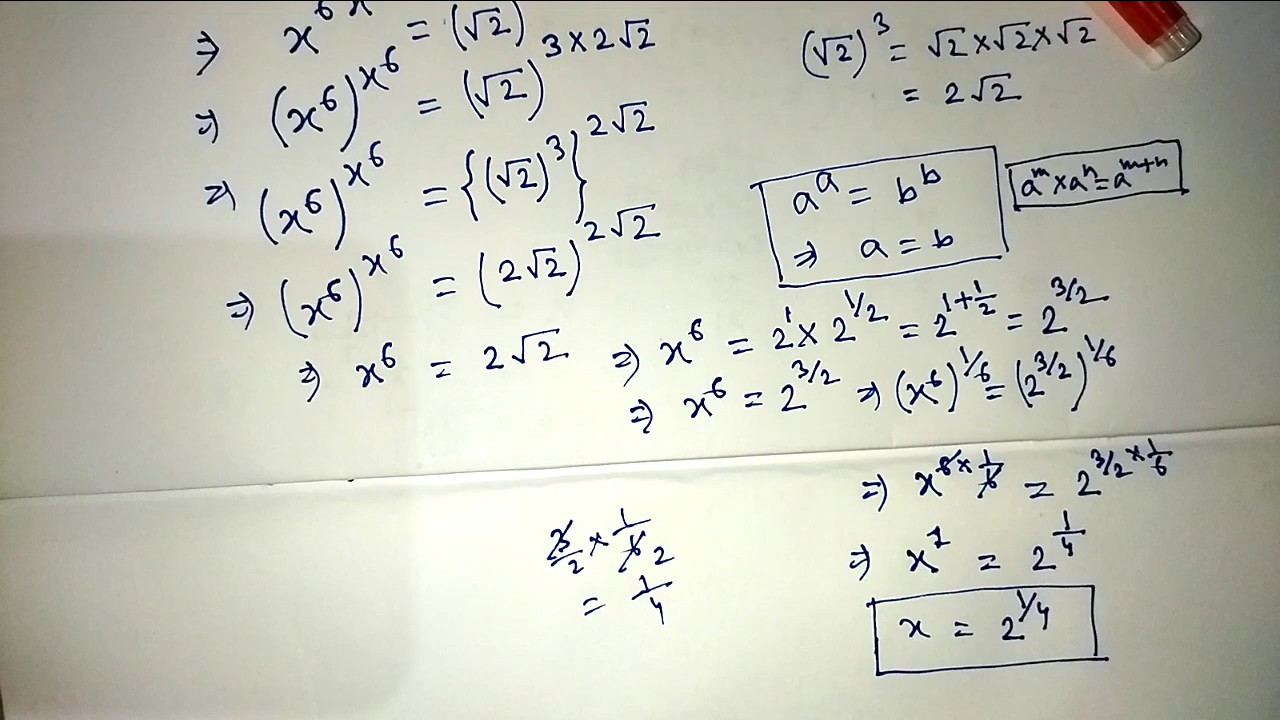 ⇒ x^6x = (√2)
⇒ (x^6)^x^6 = (√2)^3×2√2
⇒ (x^6)^x^6 = {(√2)^3}^2√2
⇒ (x^6)^x^6 = (2√2)^2√2
⇒ x^6 = 2√2
(√2)^3 = √2×√2×√2
= 2√2
a^a = b^b
⇒ a = b
a^m×a^n=a^m+n
⇒ x^6 = 2^1×2^1/2 = 2^1+1/2 = 2^3/2
⇒ x^6 = 2^3/2 ⇒ (x^6)^1/6 = (2^3/2)^1/6
⇒ x^6×1/6 = 2^3/2×1/6
⇒ x^1 = 2^1/4
x = 2^1/4
3/2 × 1/6 2
= 1/4